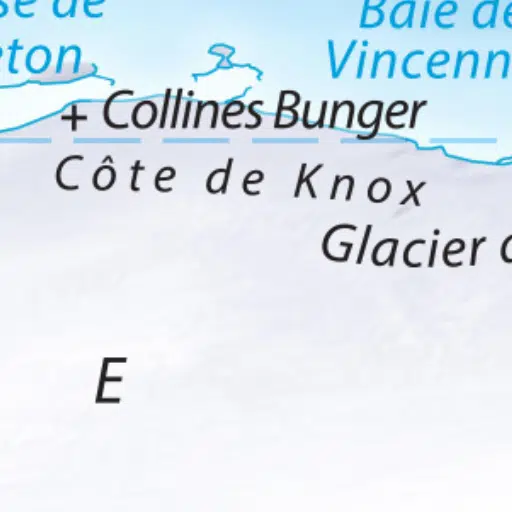 Baie de
Vincenn
+ Collines Bunger
Côte de Knox
Glacier
E